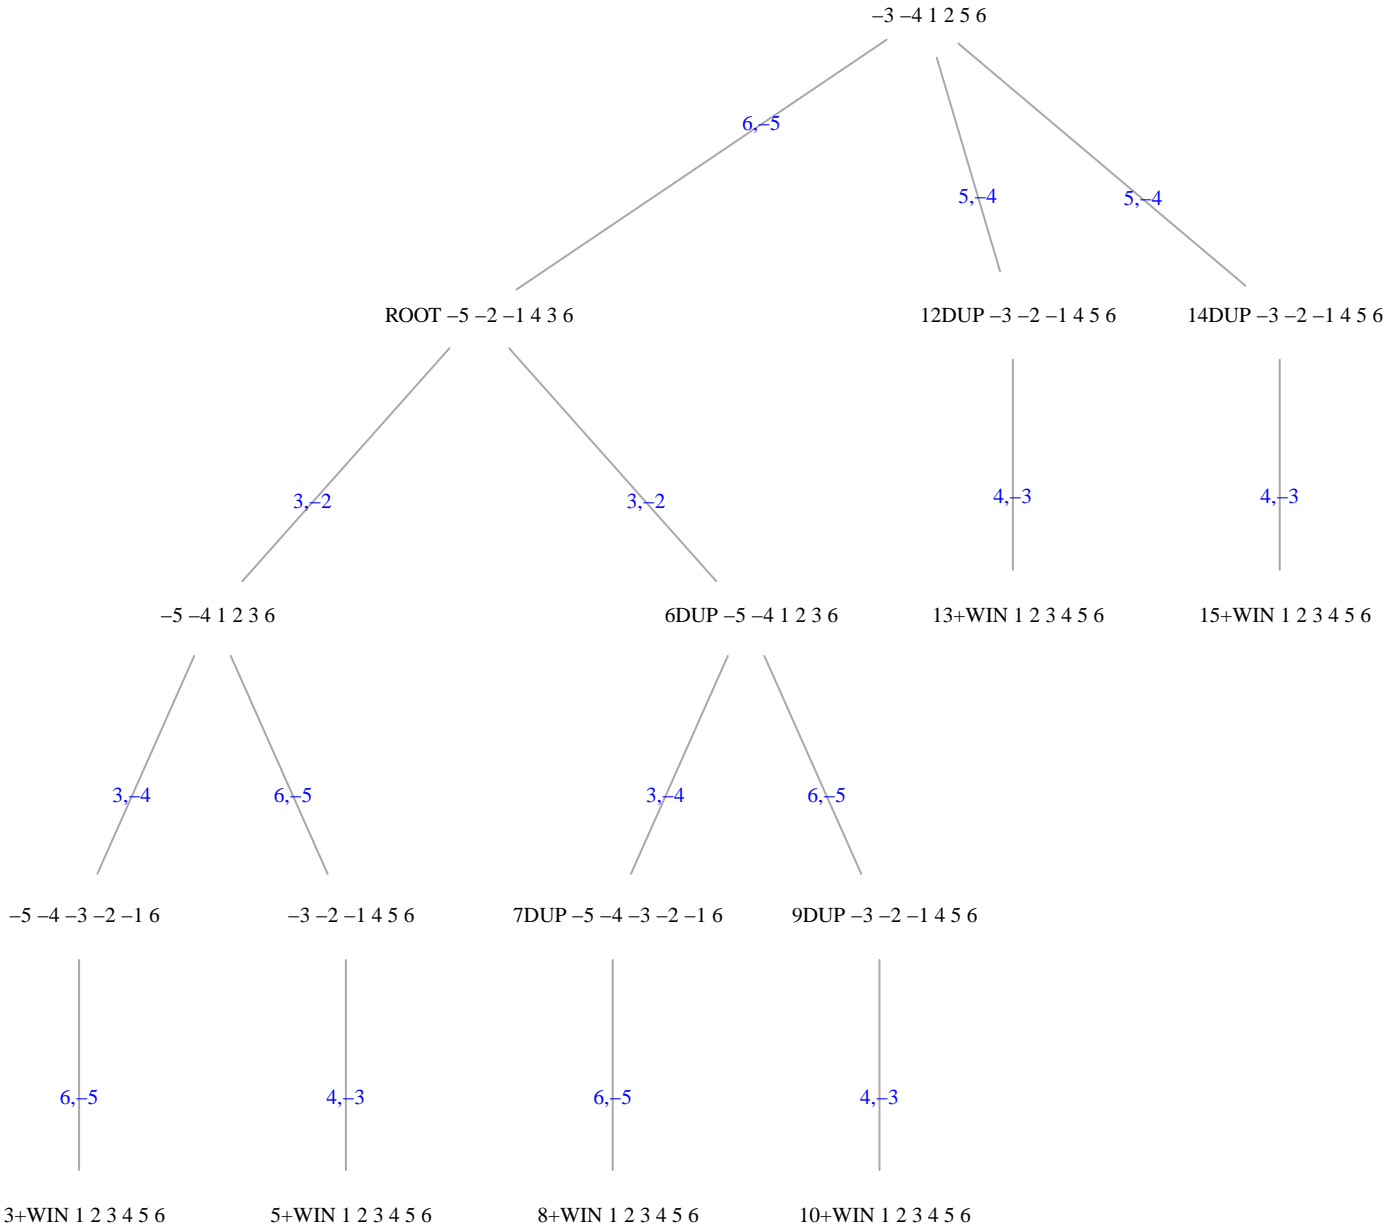 −3 −4 1 2 5 6
6,−5
5,−4
5,−4
ROOT −5 −2 −1 4 3 6
12DUP −3 −2 −1 4 5 6
14DUP −3 −2 −1 4 5 6
3,−2
3,−2
4,−3
4,−3
−5 −4 1 2 3 6
6DUP −5 −4 1 2 3 6
13+WIN 1 2 3 4 5 6
15+WIN 1 2 3 4 5 6
3,−4
6,−5
3,−4
6,−5
−5 −4 −3 −2 −1 6
−3 −2 −1 4 5 6
7DUP −5 −4 −3 −2 −1 6
9DUP −3 −2 −1 4 5 6
6,−5
4,−3
6,−5
4,−3
3+WIN 1 2 3 4 5 6
5+WIN 1 2 3 4 5 6
8+WIN 1 2 3 4 5 6
10+WIN 1 2 3 4 5 6